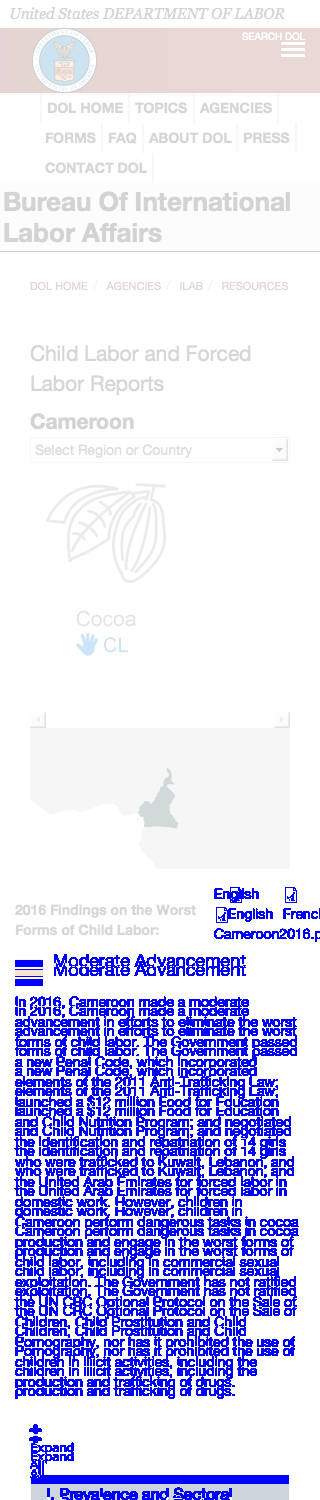 United States DEPARTMENT OF LABOR
SEARCH DOL
DOL HOME TOPICS AGENCIES
FORMS FAQ ABOUT DOL PRESS
CONTACT DOL
Bureau Of International
Labor Affairs
DOL HOME / AGENCIES / ILAB / RESOURCES
Child Labor and Forced
Labor Reports
Cameroon
Select Region or Country
Cocoa
CL
2016 Findings on the Worst
Forms of Child Labor:
English
English French
Cameroon2016.p
Moderate Advancement
Moderate Advancement
In 2016, Cameroon made a moderate
advancement in efforts to eliminate the worst
forms of child labor. The Government passed
a new Penal Code, which incorporated
elements of the 2011 Anti-Trafficking Law;
launched a $12 million Food for Education
and Child Nutrition Program; and negotiated
the identification and repatriation of 14 girls
who were trafficked to Kuwait, Lebanon, and
the United Arab Emirates for forced labor in
domestic work. However, children in
Cameroon perform dangerous tasks in cocoa
production and engage in the worst forms of
child labor, including in commercial sexual
exploitation. The Government has not ratified
the UN CRC Optional Protocol on the Sale of
Children, Child Prostitution and Child
Pornography, nor has it prohibited the use of
children in illicit activities, including the
production and trafficking of drugs.
Expand
Expand
All
All
I. Prevalence and Sectoral